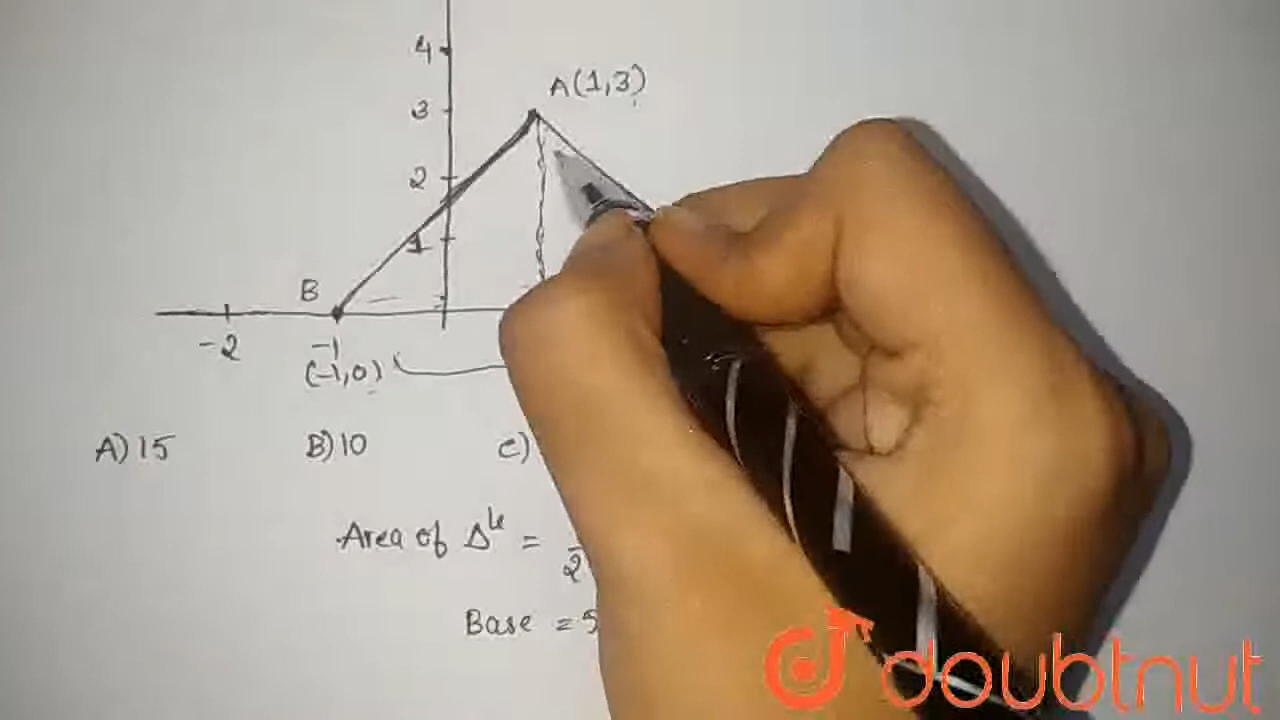 4
A(1,3)
3
2
1
B
-2
-1
(-1,0)
A) 15 B) 10 C)
Area of Δle =
2
Base = 5
doubtnut